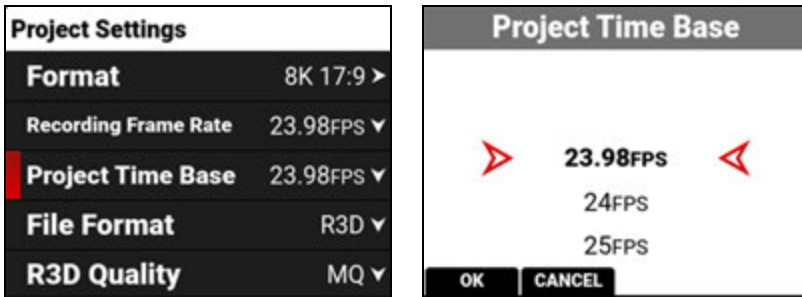 Project Settings
Format 8K 17:9
Recording Frame Rate 23.98FPS
Project Time Base 23.98FPS
File Format R3D
R3D Quality MQ
Project Time Base
23.98FPS
24FPS
25FPS
OK CANCEL